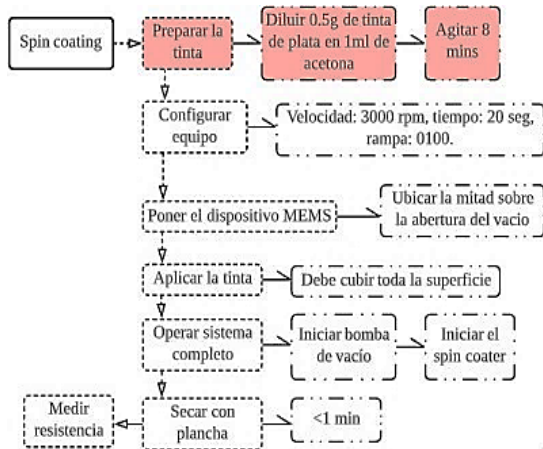 Spin coating
Preparar la
tinta
Diluir 0.5g de tinta
de plata en 1ml de
acetona
Agitar 8
mins
Configurar
equipo
Velocidad: 3000 rpm, tiempo: 20 seg,
rampa: 0100.
Poner el dispositivo MEMS
Ubicar la mitad sobre
la abertura del vacio
Aplicar la tinta
Debe cubrir toda la superficie
Operar sistema
completo
Iniciar bomba
de vacío
Iniciar el
spin coater
Medir
resistencia
Secar con
plancha
<1 min